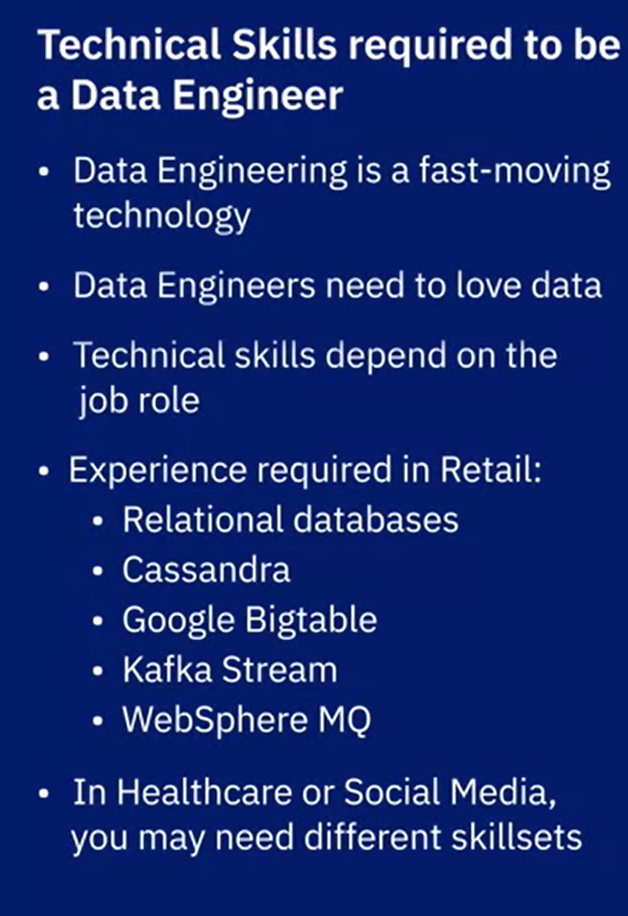 Technical Skills required to be
a Data Engineer
• Data Engineering is a fast-moving
technology
• Data Engineers need to love data
• Technical skills depend on the
job role
• Experience required in Retail:
• Relational databases
• Cassandra
• Google Bigtable
• Kafka Stream
• WebSphere MQ
• In Healthcare or Social Media,
you may need different skillsets